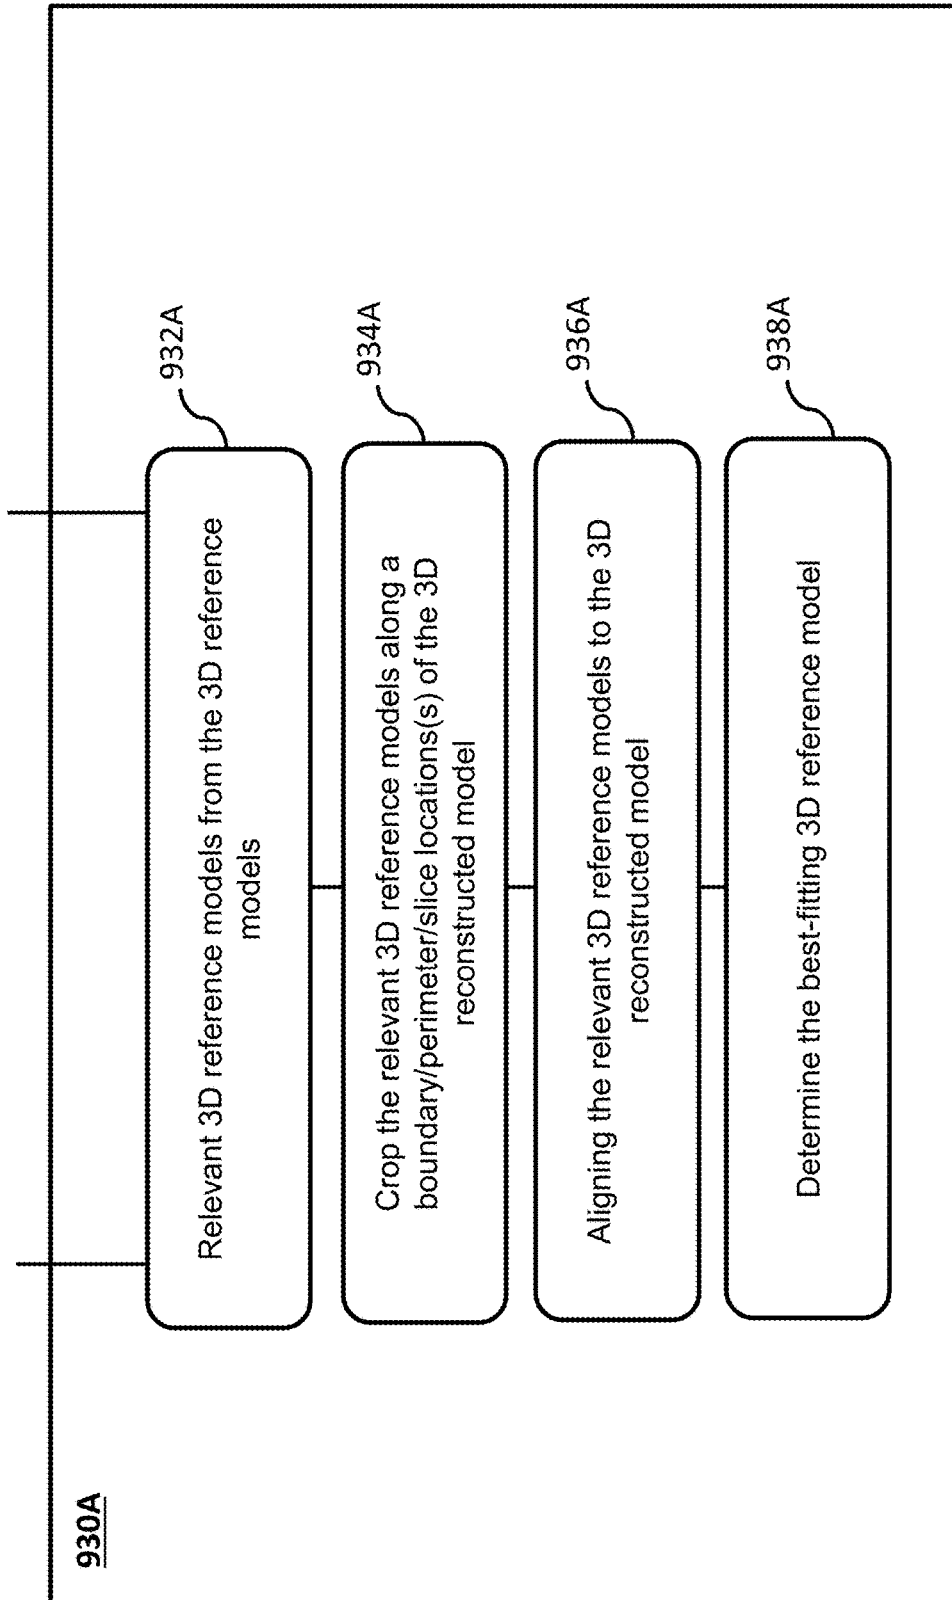 930A
932A
Relevant 3D reference models from the 3D reference
models
934A
Crop the relevant 3D reference models along a
boundary/perimeter/slice locations(s) of the 3D
reconstructed model
936A
Aligning the relevant 3D reference models to the 3D
reconstructed model
938A
Determine the best-fitting 3D reference model